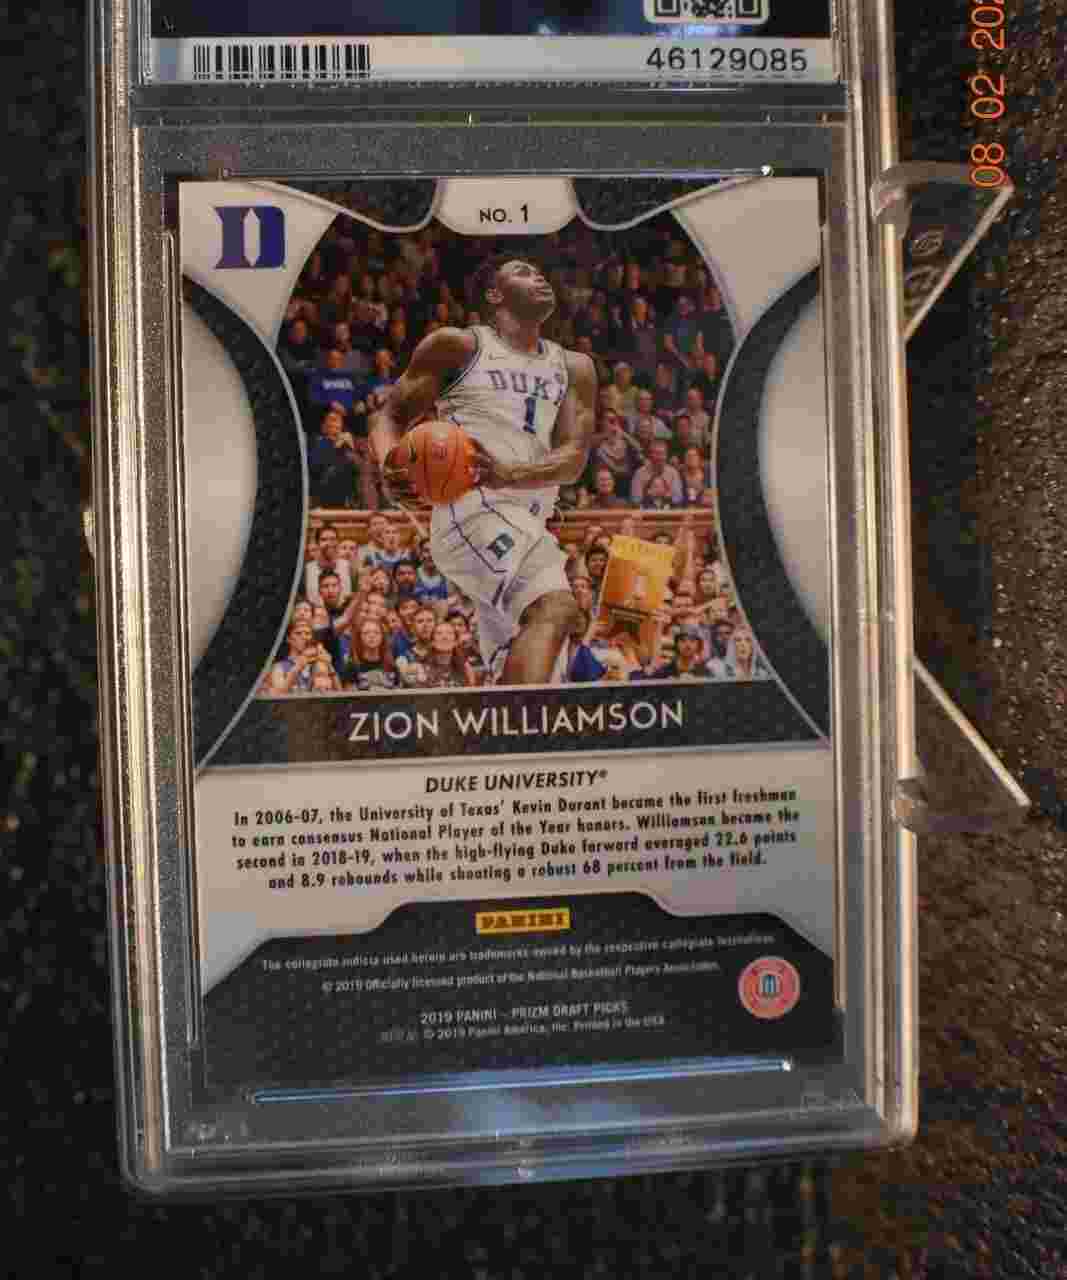 46129085
08 02 202
NO. 1
DUKE
1
ZION WILLIAMSON
DUKE UNIVERSITY®
In 2006-07, the University of Texas' Kevin Durant became the first freshman
to earn consensus National Player of the Year honors. Williamson became the
second in 2018-19, when the high-flying Duke forward averaged 22.6 points
and 8.9 rebounds while shooting a robust 68 percent from the field.
PANINI
The collegiate indicia used herein are trademarks owned by the respective collegiate institutions.
© 2019 Officially licensed product of the National Basketball Players Association.
2019 PANINI - PRIZM DRAFT PICKS
© 2019 Panini America, Inc. Printed in the USA